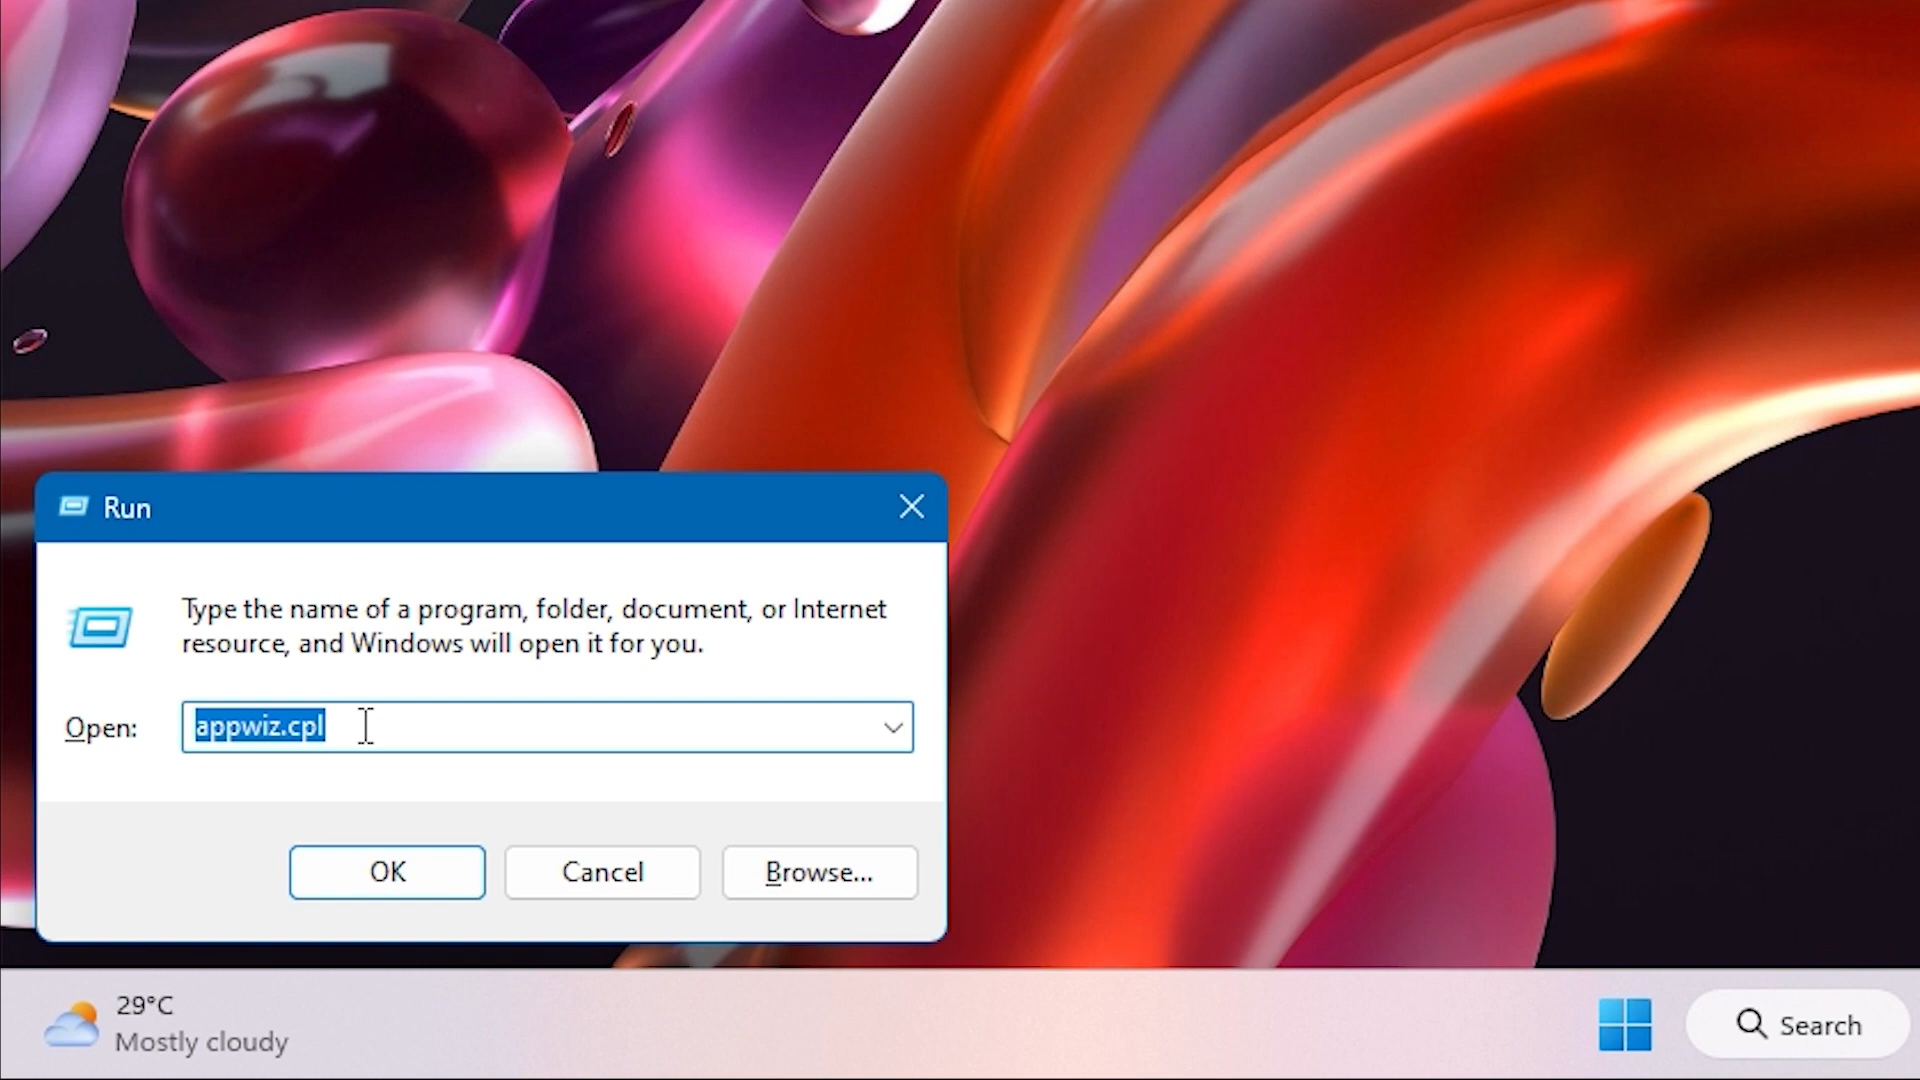 Run
Type the name of a program, folder, document, or Internet
resource, and Windows will open it for you.
Open:
appwiz.cpl
OK
Cancel
Browse...
29°C
Mostly cloudy
Search